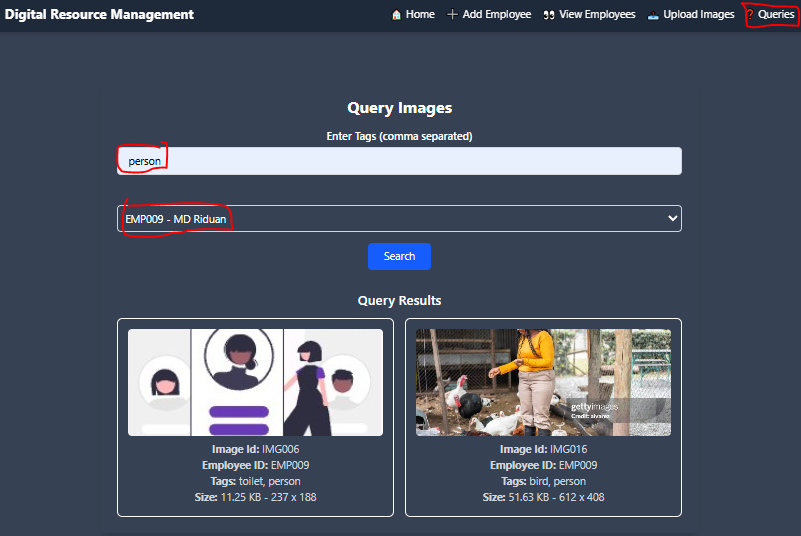 Digital Resource Management
Home
Add Employee
View Employees
Upload Images
Queries
Query Images
Enter Tags (comma separated)
person
EMP009 - MD Riduan
Search
Query Results
gettyimages
Credit: alvarez
Image Id: IMG006
Employee ID: EMP009
Tags: toilet, person
Size: 11.25 KB - 237 x 188
Image Id: IMG016
Employee ID: EMP009
Tags: bird, person
Size: 51.63 KB - 612 x 408